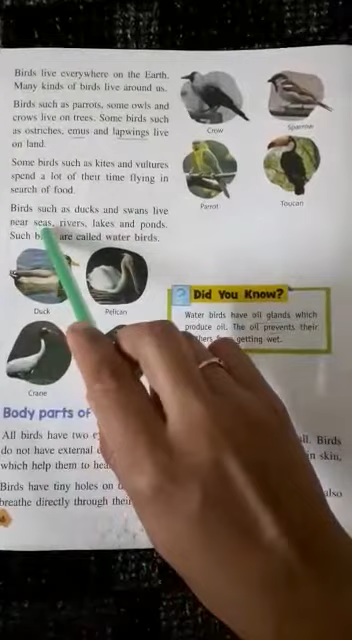 Birds live everywhere on the Earth.
Many kinds of birds live around us.
Birds such as parrots, some owls and
crows live on trees. Some birds such
as ostriches, emus and lapwings live
on land.
Some birds such as kites and vultures
spend a lot of their time flying in
search of food.
Birds such as ducks and swans live
near seas, rivers, lakes and ponds.
Such are called water birds.
Crow
Sparrow
Parrot
Toucan
Duck
Pelican
Crane
? Did You Know?
Water birds have oil glands which
produce oil. The oil prevents their
getting wet.
Body parts of
All birds have two
Birds
do not have external
skin,
which help them to
Birds have tiny holes on
also
breathe directly through their